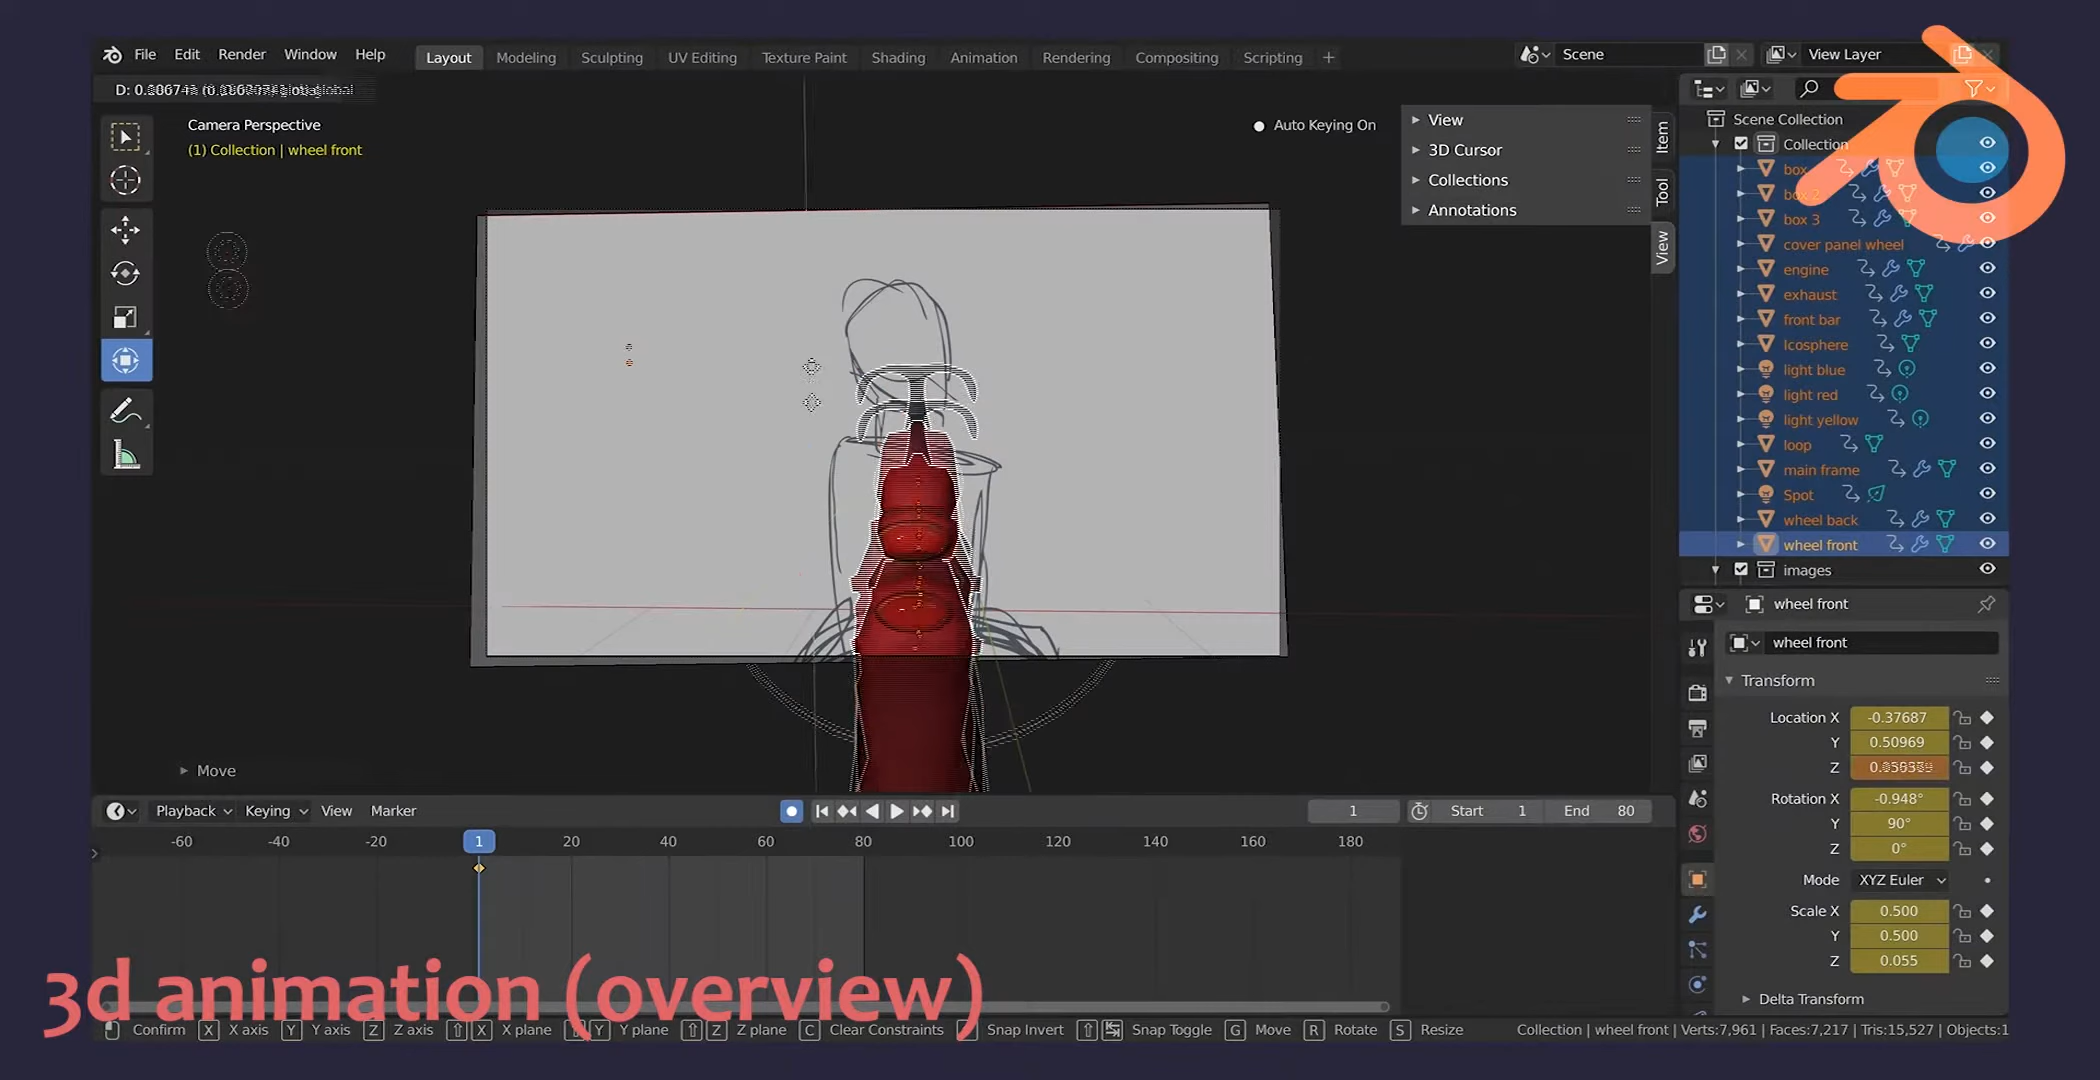 File Edit Render Window Help Layout Modeling Sculpting UV Editing Texture Paint Shading Animation Rendering Compositing Scripting + Scene View Layer
Camera Perspective
(1) Collection | wheel front
Auto Keying On
View
3D Cursor
Collections
Annotations
Item
Tool
View
Scene Collection
Collection
box
box 2
box 3
cover panel wheel
engine
exhaust
front bar
Icosphere
light blue
light red
light yellow
loop
main frame
Spot
wheel back
wheel front
images
wheel front
wheel front
Transform
Location X -0.37687
Y 0.50969
Z
Rotation X -0.948°
Y 90°
Z 0°
Mode XYZ Euler
Scale X 0.500
Y 0.500
Z 0.055
Delta Transform
Move
Playback Keying View Marker 1 Start 1 End 80
-60 -40 -20 1 20 40 60 80 100 120 140 160 180
3d animation (overview)
Confirm X X axis Y Y axis Z Z axis X X plane Y Y plane Z Z plane C Clear Constraints Snap Invert Snap Toggle G Move R Rotate S Resize Collection | wheel front | Verts:7,961 | Faces:7,217 | Tris:15,527 | Objects:1